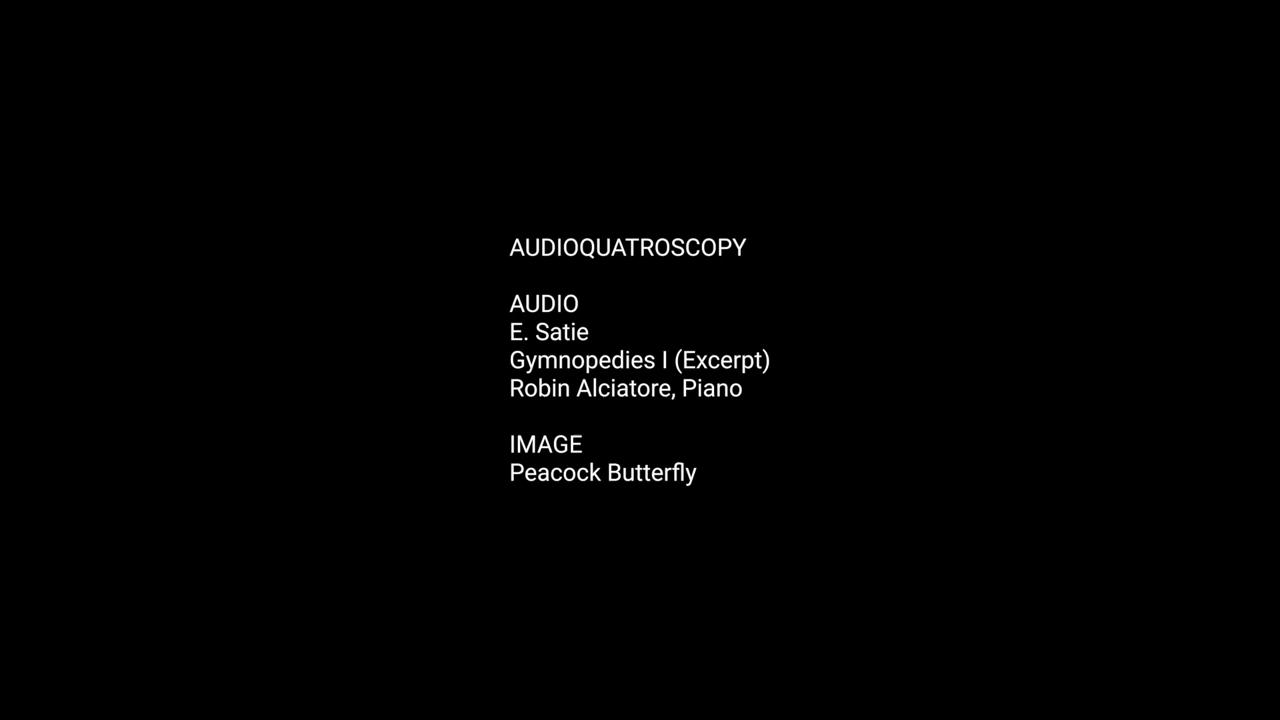 AUDIOQUATROSCOPY
AUDIO
E. Satie
Gymnopedies I (Excerpt)
Robin Alciatore, Piano
IMAGE
Peacock Butterfly